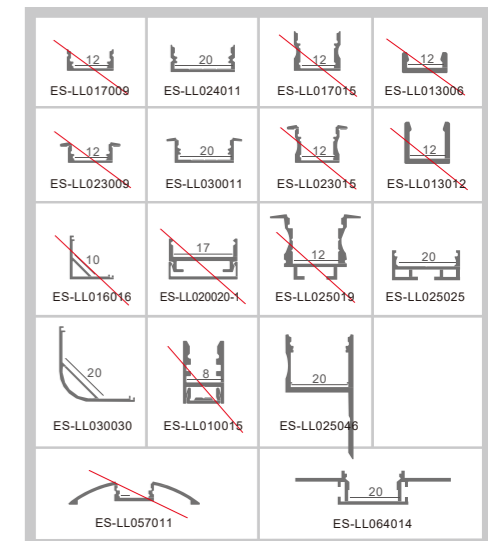 12 20 12 12
ES-LL017009 ES-LL024011 ES-LL017015 ES-LL013006
12 20 12 12
ES-LL023009 ES-LL030011 ES-LL023015 ES-LL013012
10 17 12 20
ES-LL016016 ES-LL020020-1 ES-LL025019 ES-LL025025
20 8 20
ES-LL030030 ES-LL010015 ES-LL025046
20
ES-LL057011 ES-LL064014